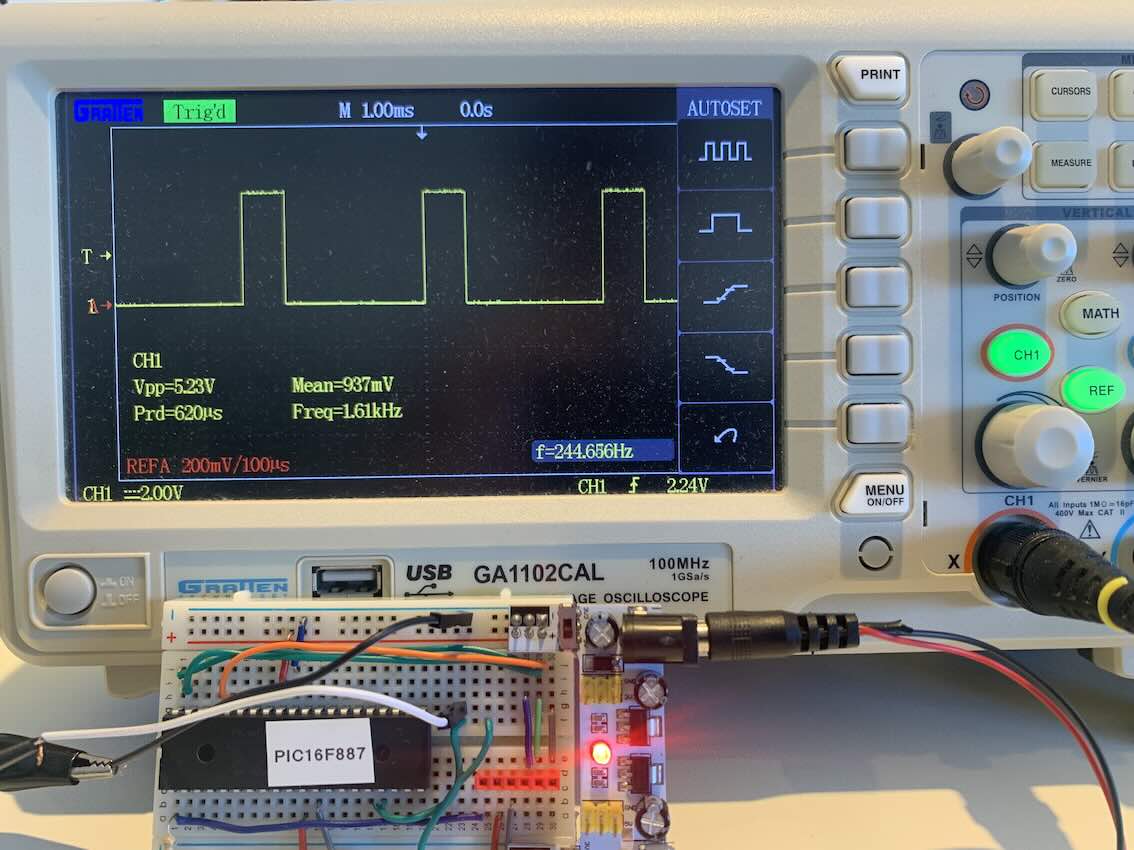 GRATTEN Trig'd M 1.00ms 0.0s AUTOSET
T
1
CH1
Vpp=5.23V Mean=937mV
Prd=620µs Freq=1.61kHz
f=244.656Hz
REFA 200mV/100µs
CH1 2.00V CH1 2.24V
PRINT
MENU
ON/OFF
CURSORS
MEASURE
VERTICAL
ZERO
POSITION
MATH
CH1
REF
CH1
All Inputs 1MΩ=16pF
400V Max CAT II
X
ON
OFF
GRATTEN
USB
GA1102CAL
100MHz
1GSa/s
AGE OSCILLOSCOPE
PIC16F887